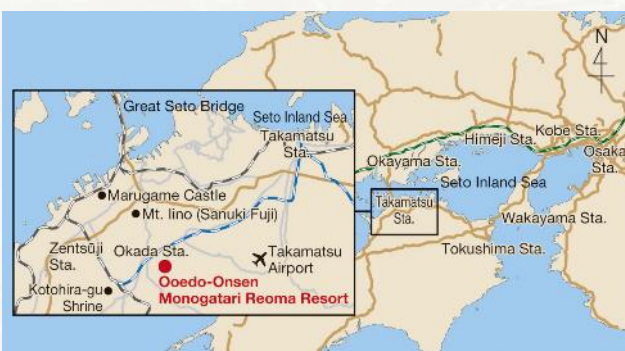 N
Great Seto Bridge
Seto Inland Sea
Takamatsu
Sta.
Marugame Castle
Mt. Iino (Sanuki Fuji)
Zentsūji
Sta.
Okada Sta.
Takamatsu
Airport
Ooedo-Onsen
Monogatari Reoma Resort
Kotohira-gu
Shrine
Himeji Sta.
Kobe Sta.
Osaka
Sta.
Okayama Sta.
Seto Inland Sea
Takamatsu
Sta.
Wakayama Sta.
Tokushima Sta.